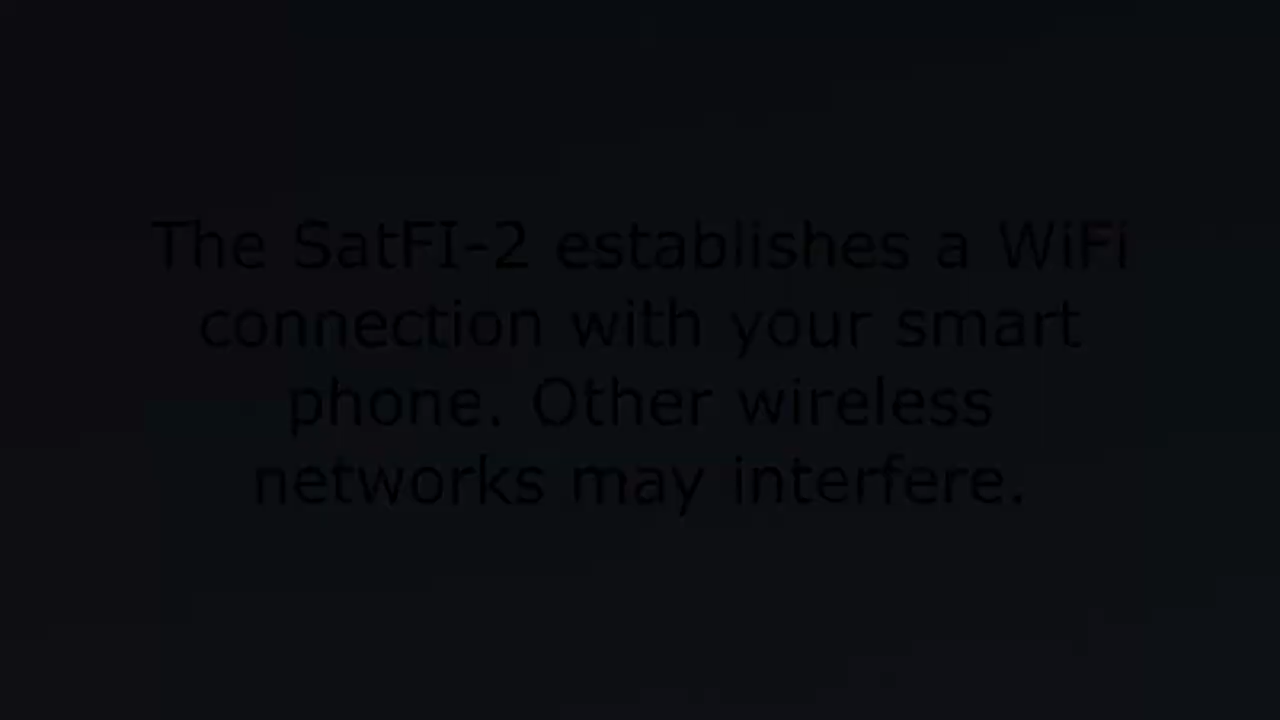 The SatFI-2 establishes a WiFi
connection with your smart
phone. Other wireless
networks may interfere.